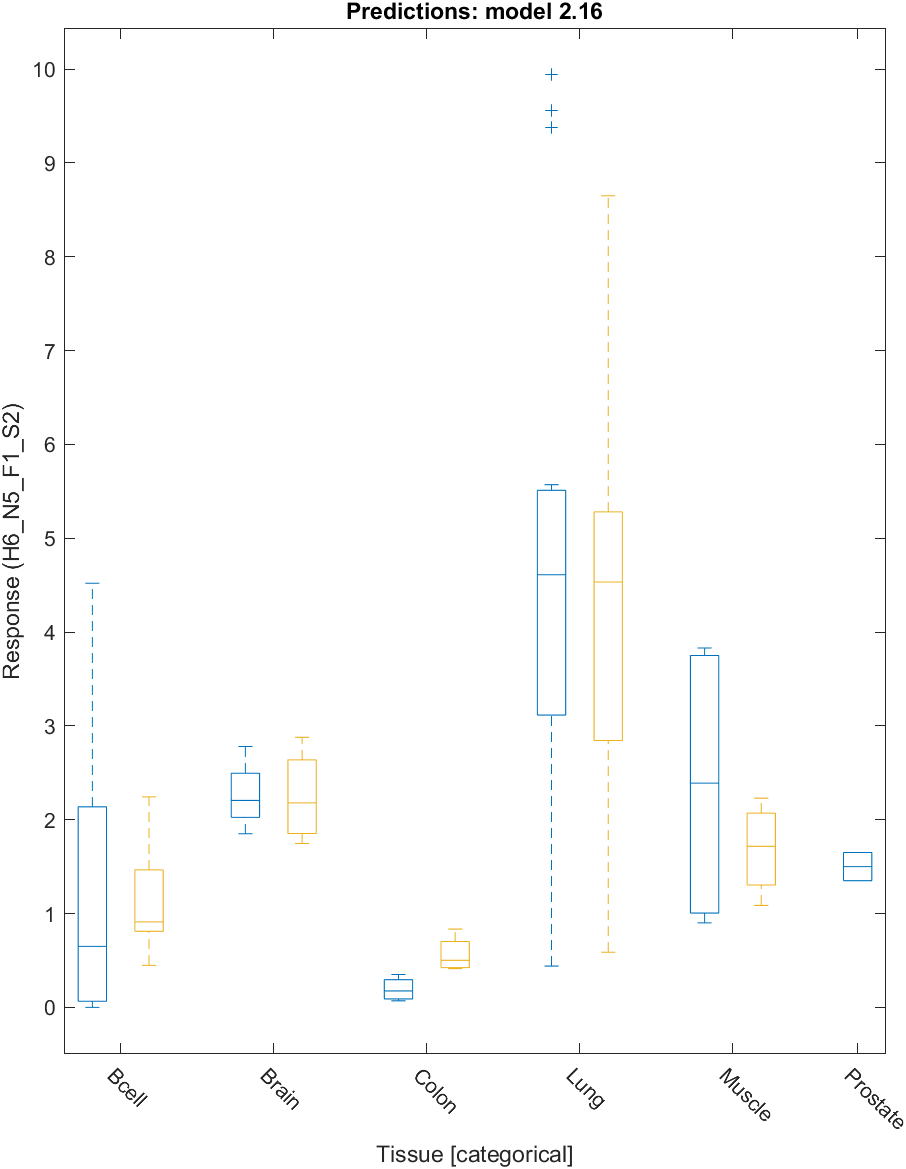 Predictions: model 2.16
10
9
8
7
6
5
4
3
2
1
0
Response (H6_N5_F1_S2)
Bcell
Brain
Colon
Lung
Muscle
Prostate
Tissue [categorical]